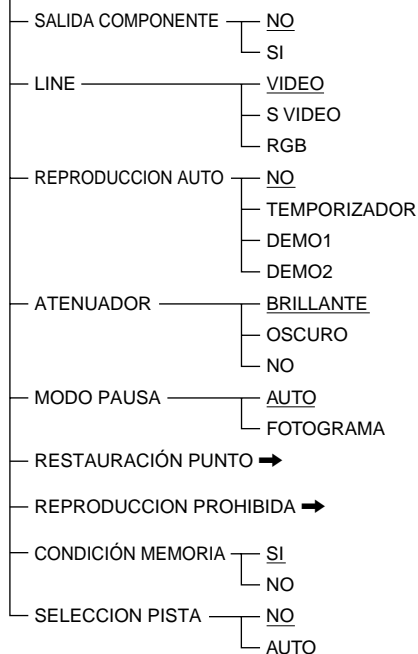 SALIDA COMPONENTE NO
SI
LINE VIDEO
S VIDEO
RGB
REPRODUCCION AUTO NO
TEMPORIZADOR
DEMO1
DEMO2
ATENUADOR BRILLANTE
OSCURO
NO
MODO PAUSA AUTO
FOTOGRAMA
RESTAURACIÓN PUNTO ➡
REPRODUCCION PROHIBIDA ➡
CONDICIÓN MEMORIA SI
NO
SELECCION PISTA NO
AUTO